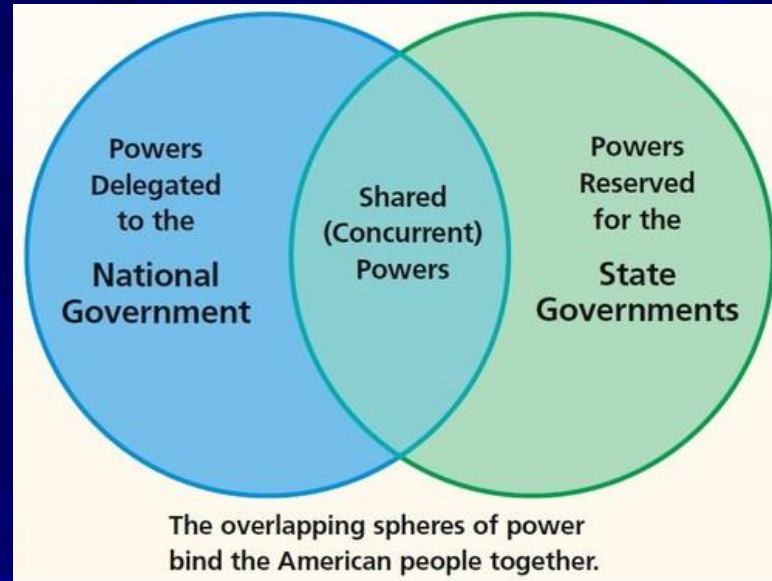 Powers
Delegated
to the
National
Government
Shared
(Concurrent)
Powers
Powers
Reserved
for the
State
Governments
The overlapping spheres of power
bind the American people together.